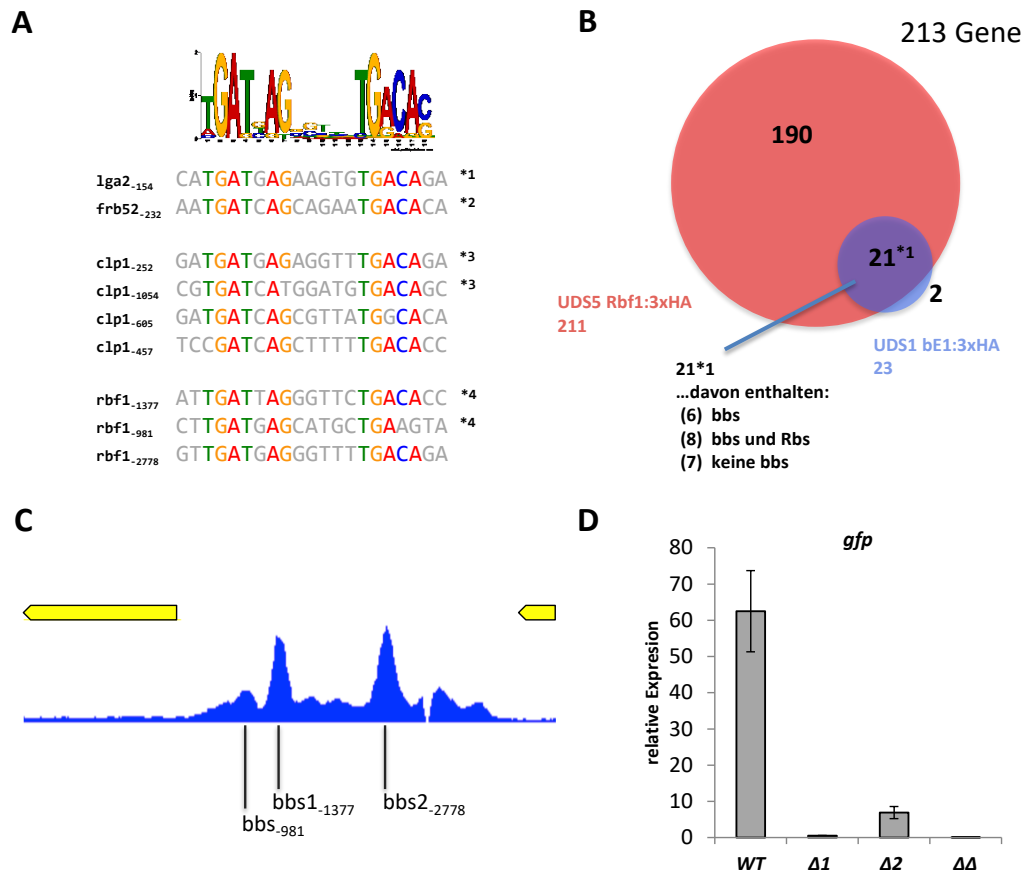 A
lga2-154 CATGATGAGAAGTGTGACAGA *1
frb52-232 AATGATCAGCAGAATGACACA *2
clp1-252 GATGATGAGAGGTTTGACAGA *3
clp1-1054 CGTGATCATGGATGTGACAGC *3
clp1-605 GATGATCAGCGTTATGGCACA
clp1-457 TCCGATCAGCTTTTTGACACC
rbf1-1377 ATTGATTAGGGTTCTGACACC *4
rbf1-981 CTTGATGAGCATGCTGAAGTA *4
rbf1-2778 GTTGATGAGGGTTTTGACAGA
B
213 Gene
190
21*1
2
UDS5 Rbf1:3xHA
211
UDS1 bE1:3xHA
23
21*1
...davon enthalten:
(6) bbs
(8) bbs und Rbs
(7) keine bbs
C
bbs1-1377
bbs2-2778
bbs-981
D
gfp
relative Expresion
80
70
60
50
40
30
20
10
0
WT Δ1 Δ2 ΔΔ